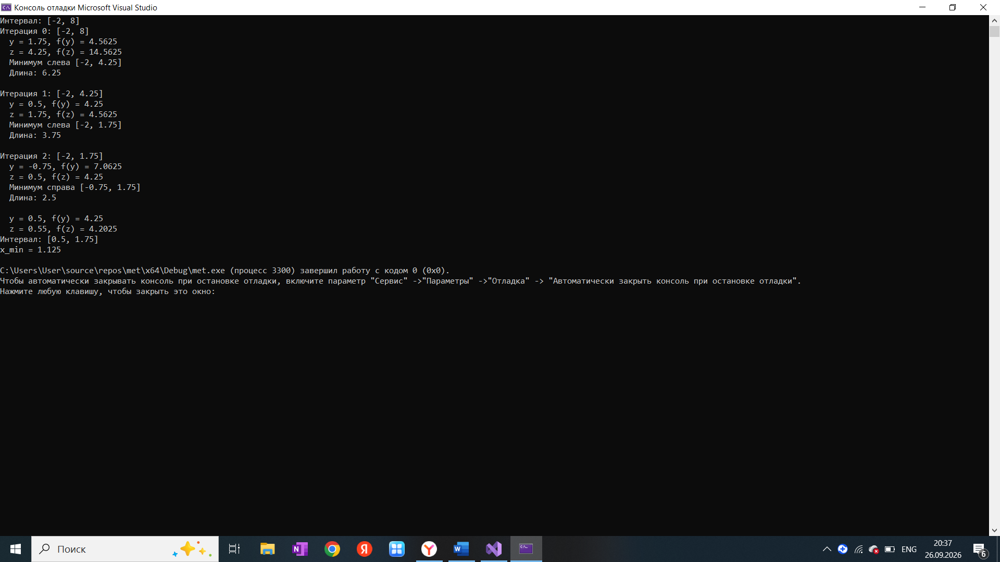 Консоль отладки Microsoft Visual Studio
Интервал: [-2, 8]
Итерация 0: [-2, 8]
y = 1.75, f(y) = 4.5625
z = 4.25, f(z) = 14.5625
Минимум слева [-2, 4.25]
Длина: 6.25
Итерация 1: [-2, 4.25]
y = 0.5, f(y) = 4.25
z = 1.75, f(z) = 4.5625
Минимум слева [-2, 1.75]
Длина: 3.75
Итерация 2: [-2, 1.75]
y = -0.75, f(y) = 7.0625
z = 0.5, f(z) = 4.25
Минимум справа [-0.75, 1.75]
Длина: 2.5
y = 0.5, f(y) = 4.25
z = 0.55, f(z) = 4.2025
Интервал: [0.5, 1.75]
x_min = 1.125
C:\Users\User\source\repos\met\x64\Debug\met.exe (процесс 3300) завершил работу с кодом 0 (0x0).
Чтобы автоматически закрывать консоль при остановке отладки, включите параметр "Сервис" ->"Параметры" ->"Отладка" -> "Автоматически закрыть консоль при остановке отладки".
Нажмите любую клавишу, чтобы закрыть это окно:
Поиск
ENG
20:37
26.09.2026
6